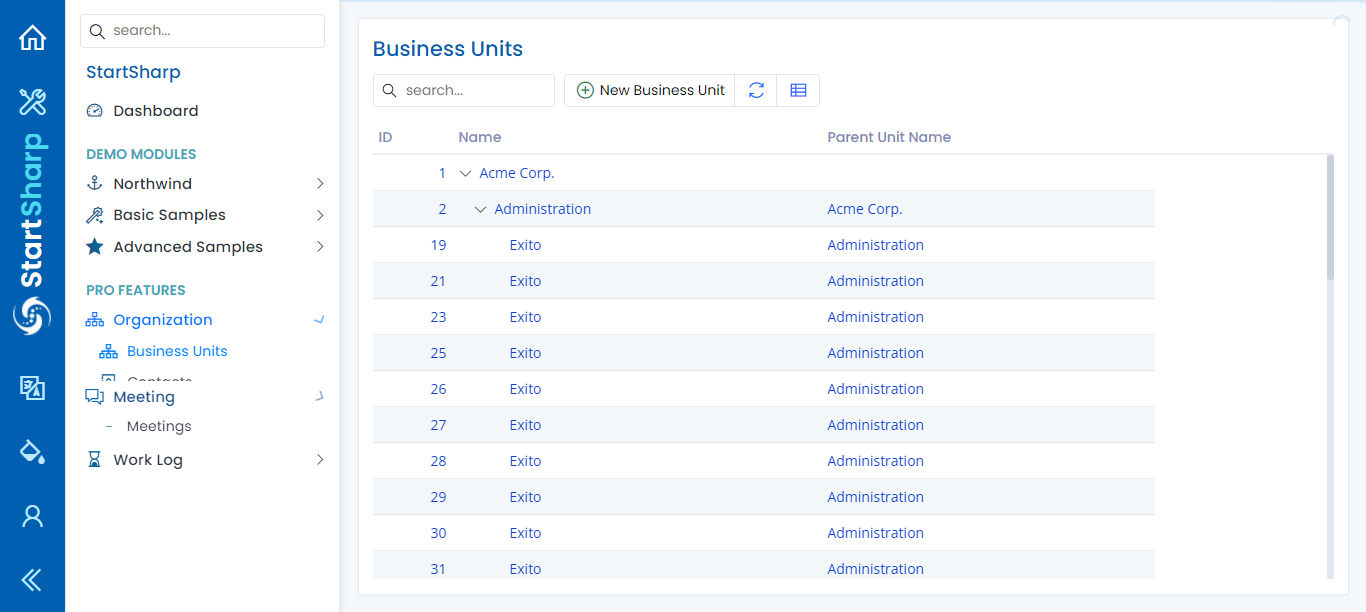 StartSharp
search...
StartSharp
Dashboard
DEMO MODULES
Northwind
Basic Samples
Advanced Samples
PRO FEATURES
Organization
Business Units
Contacts
Meeting
Meetings
Work Log
Business Units
search...
New Business Unit
ID Name Parent Unit Name
1 Acme Corp.
2 Administration Acme Corp.
19 Exito Administration
21 Exito Administration
23 Exito Administration
25 Exito Administration
26 Exito Administration
27 Exito Administration
28 Exito Administration
29 Exito Administration
30 Exito Administration
31 Exito Administration